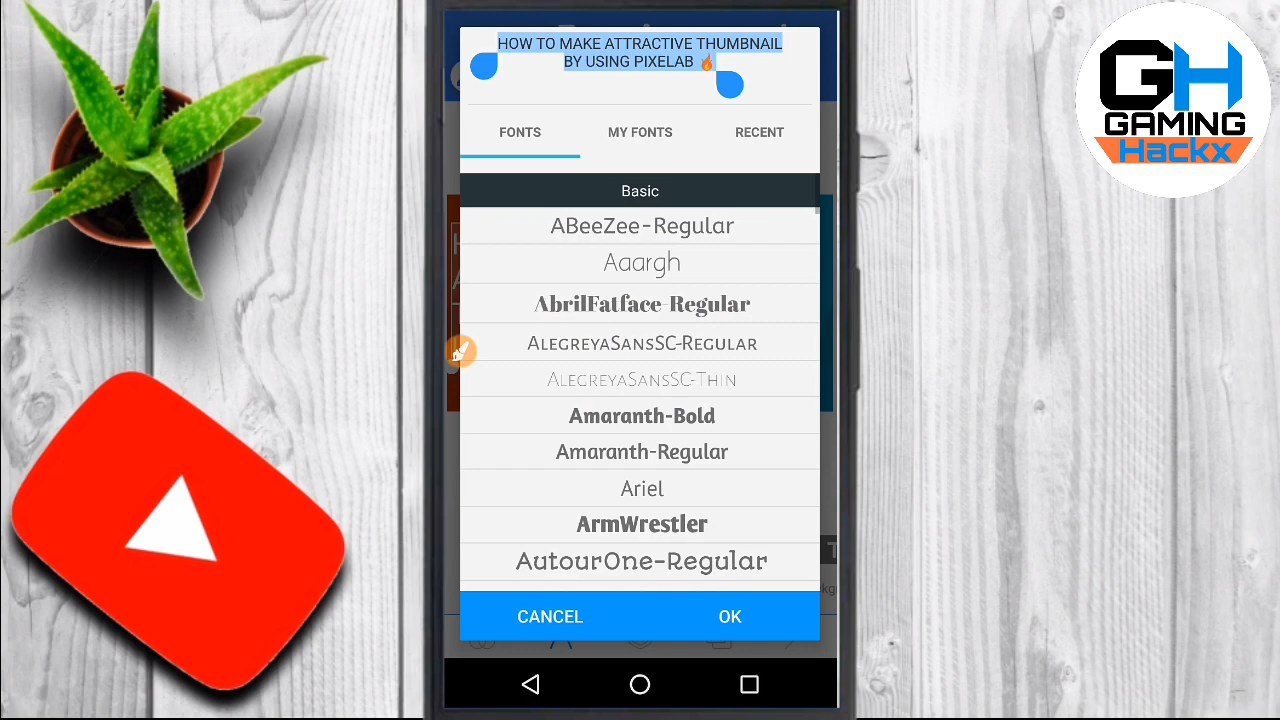 HOW TO MAKE ATTRACTIVE THUMBNAIL
BY USING PIXELAB 🔥
FONTS
MY FONTS
RECENT
Basic
ABeeZee-Regular
Aaargh
AbrilFatface-Regular
AlegreyaSansSC-Regular
AlegreyaSansSC-Thin
Amaranth-Bold
Amaranth-Regular
Ariel
ArmWrestler
AutourOne-Regular
CANCEL
OK
GH
GAMING
Hackx